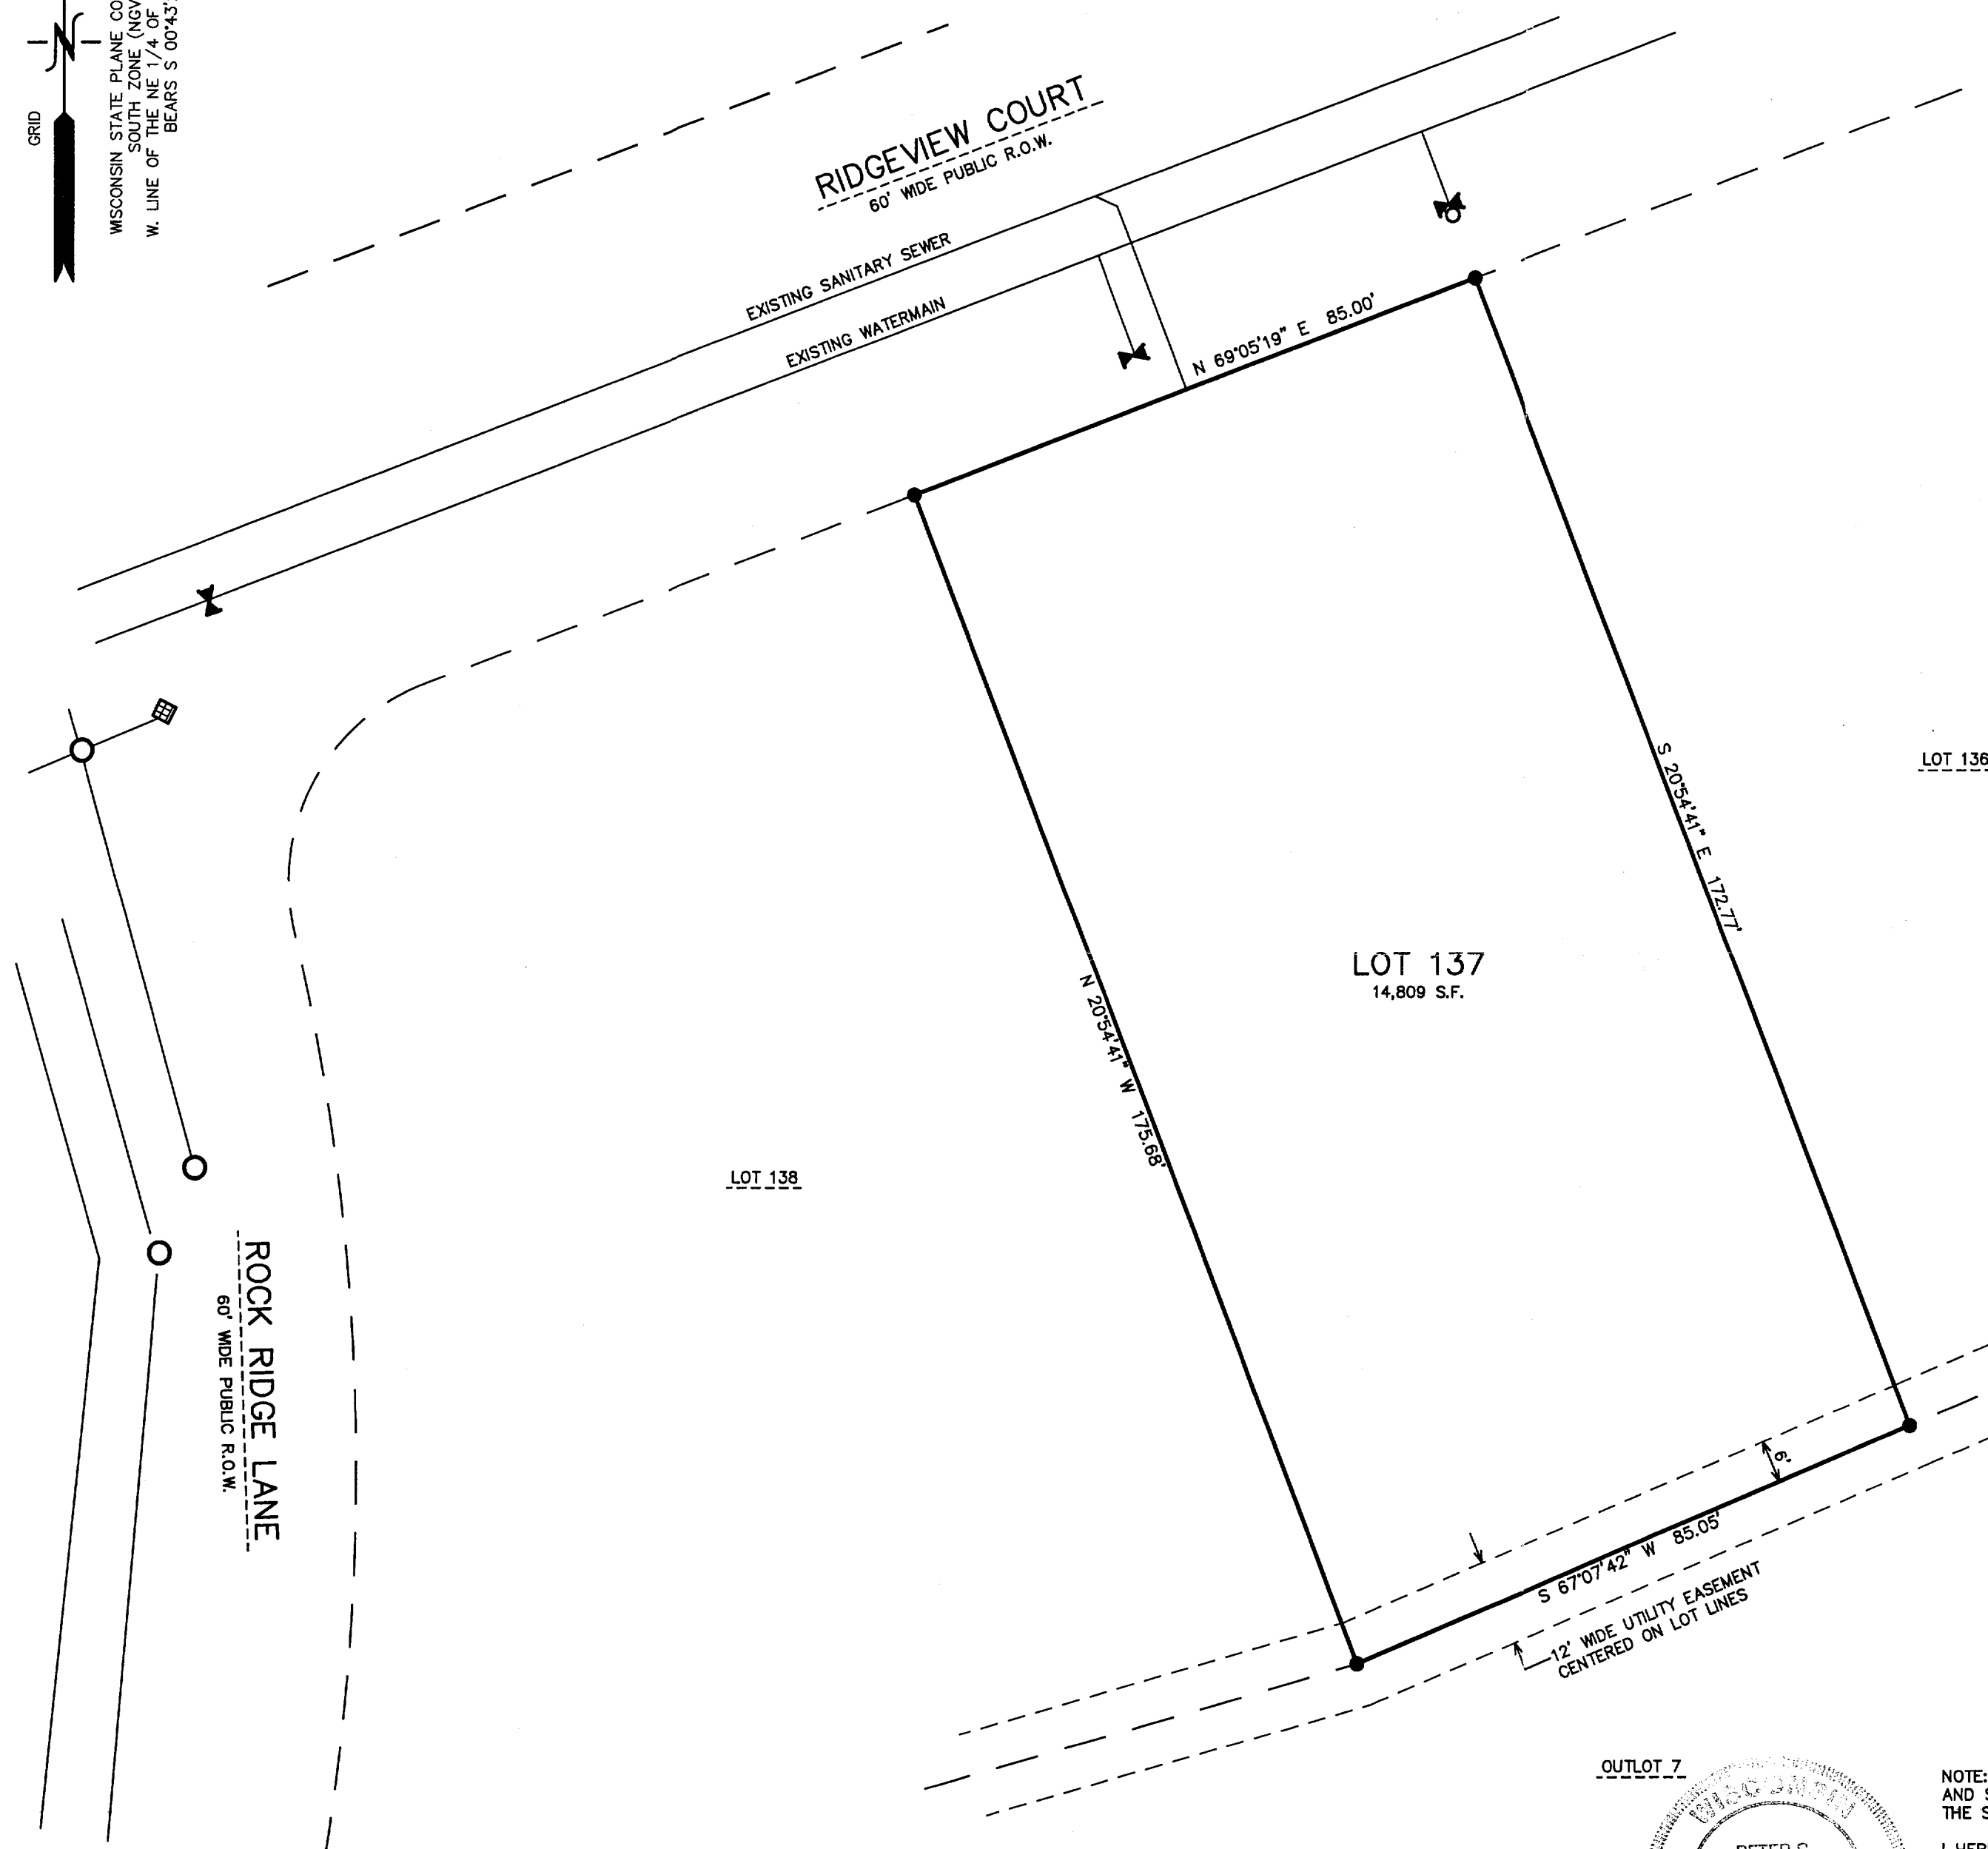 GRID
N
WISCONSIN STATE PLANE CO
SOUTH ZONE (NGV
W. LINE OF THE NE 1/4 OF
BEARS S 00°43'
RIDGEVIEW COURT
60' WIDE PUBLIC R.O.W.
EXISTING SANITARY SEWER
EXISTING WATERMAIN
N 69°05'19" E 85.00'
S 20°54'41" E 172.77'
LOT 136
LOT 137
14,809 S.F.
N 20°54'41" W 175.68'
LOT 138
ROCK RIDGE LANE
60' WIDE PUBLIC R.O.W.
6'
S 67°07'42" W 85.05'
12' WIDE UTILITY EASEMENT
CENTERED ON LOT LINES
OUTLOT 7
WISCONSIN
PETER S.
NOTE:
AND S
THE S